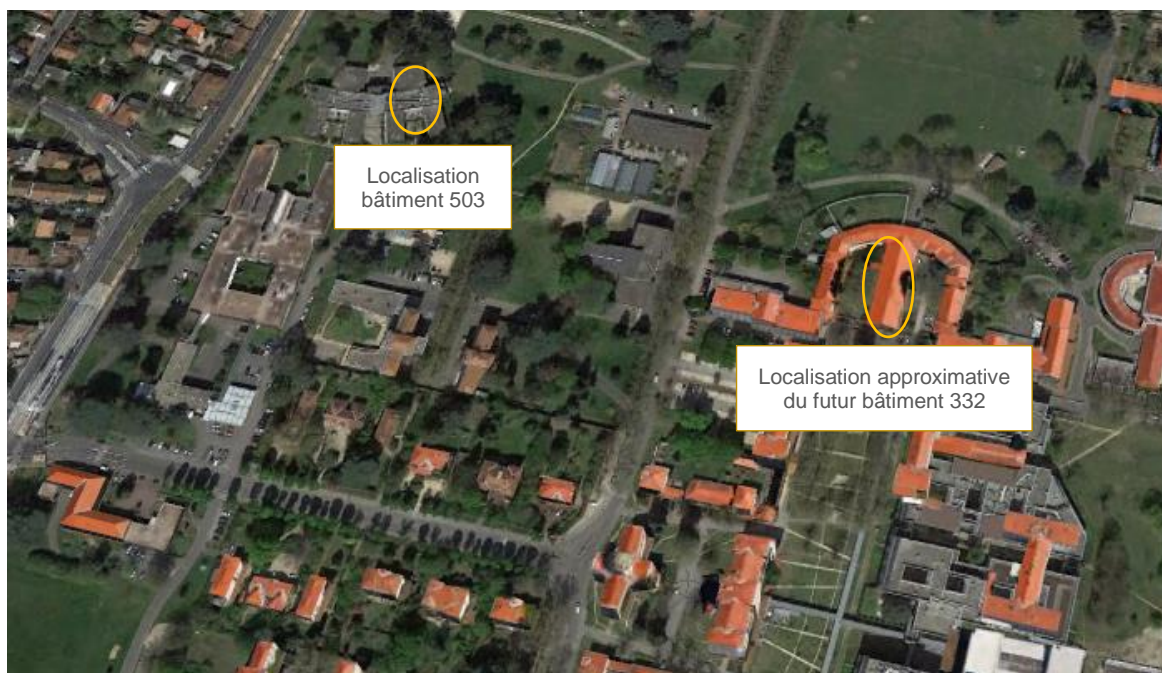 Localisation
bâtiment 503
Localisation approximative
du futur bâtiment 332